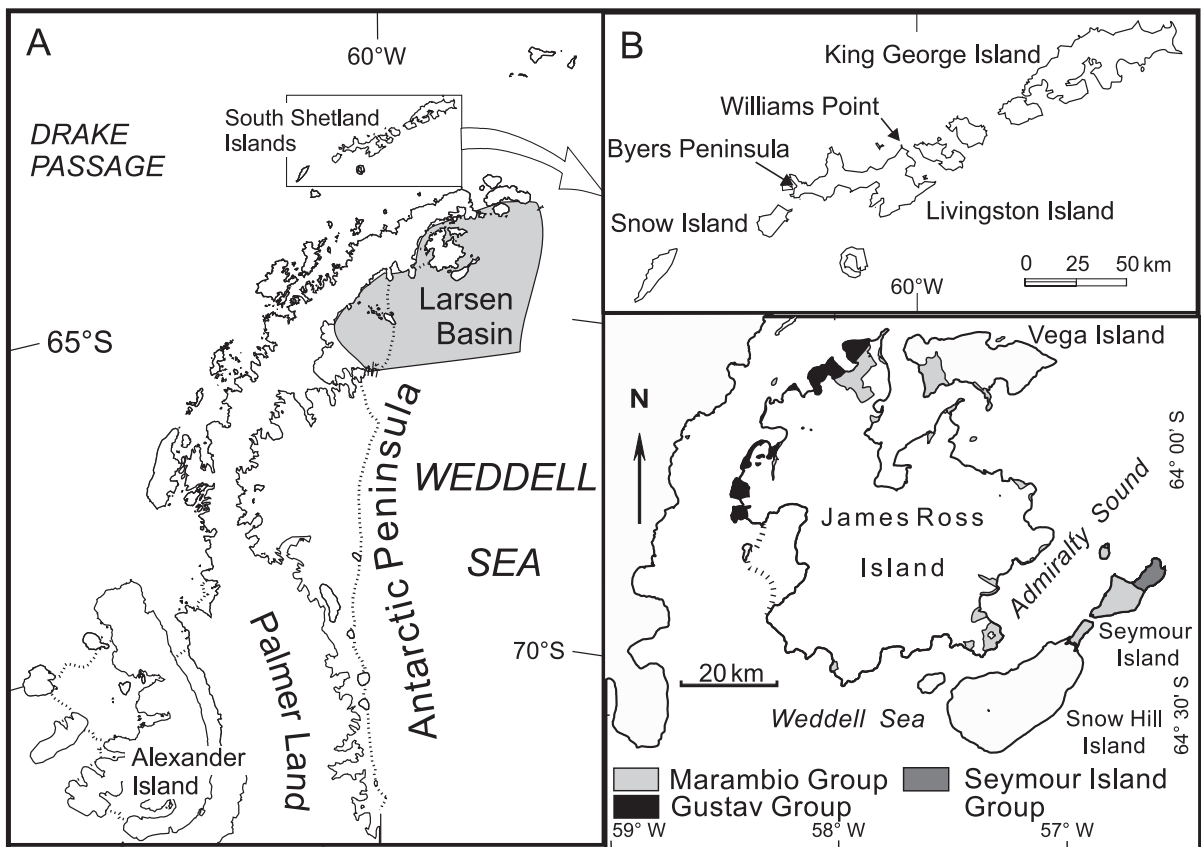 A
60°W
DRAKE
PASSAGE
South Shetland
Islands
Larsen
Basin
65°S
Antarctic Peninsula
WEDDELL
SEA
Palmer Land
70°S
Alexander
Island
B
King George Island
Williams Point
Byers Peninsula
Snow Island
Livingston Island
60°W
0 25 50 km
Vega Island
N
64° 00' S
James Ross
Island
Admiralty Sound
Seymour
Island
20 km
Weddell Sea
Snow Hill
Island
64° 30' S
Marambio Group
Gustav Group
Seymour Island
Group
59° W
58° W
57° W